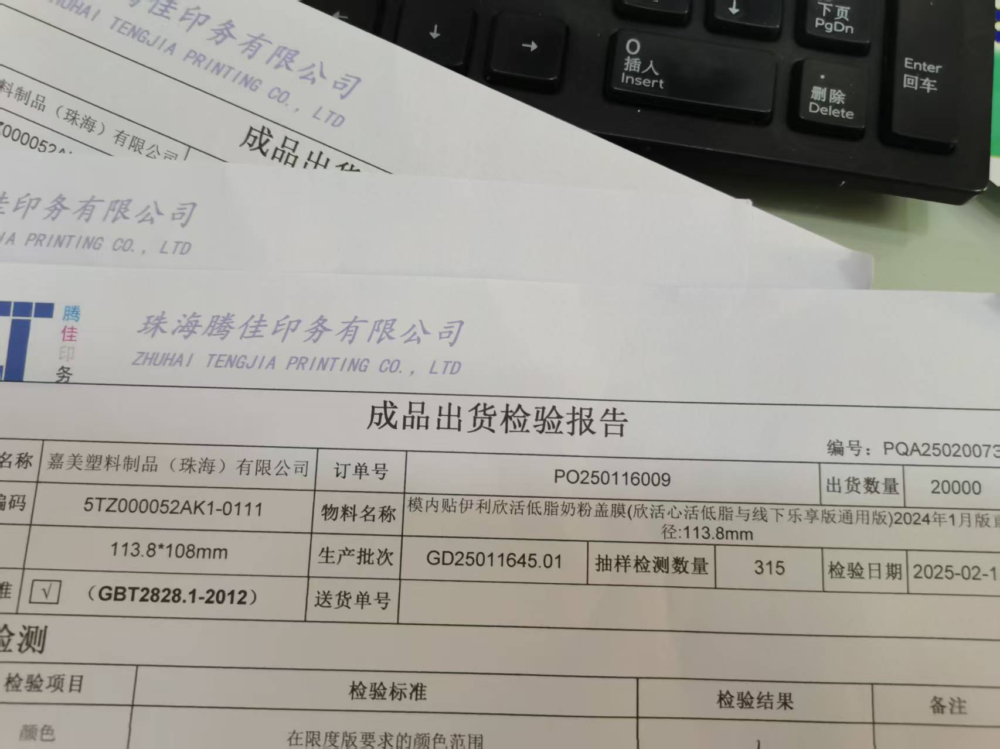 佳印务有限公司
ZHUHAI TENGJIA PRINTING CO., LTD
料制品（珠海）有限公司
成品出货
佳印务有限公司
IA PRINTING CO., LTD
腾佳印务
珠海腾佳印务有限公司
ZHUHAI TENGJIA PRINTING CO., LTD
成品出货检验报告
编号：PQA25020073
名称 嘉美塑料制品（珠海）有限公司 订单号 PO250116009 出货数量 20000
编码 5TZ000052AK1-0111 物料名称 模内贴伊利欣活低脂奶粉盖膜(欣活心活低脂与线下乐享版通用版)2024年1月版直
径:113.8mm
113.8*108mm 生产批次 GD25011645.01 抽样检测数量 315 检验日期 2025-02-1
准 √ （GBT2828.1-2012） 送货单号
检测
检验项目 检验标准 检验结果 备注
颜色 在限度版要求的颜色范围
↓ → ↓
下页
PgDn
0
插入
Insert
.
删除
Delete
Enter
回车